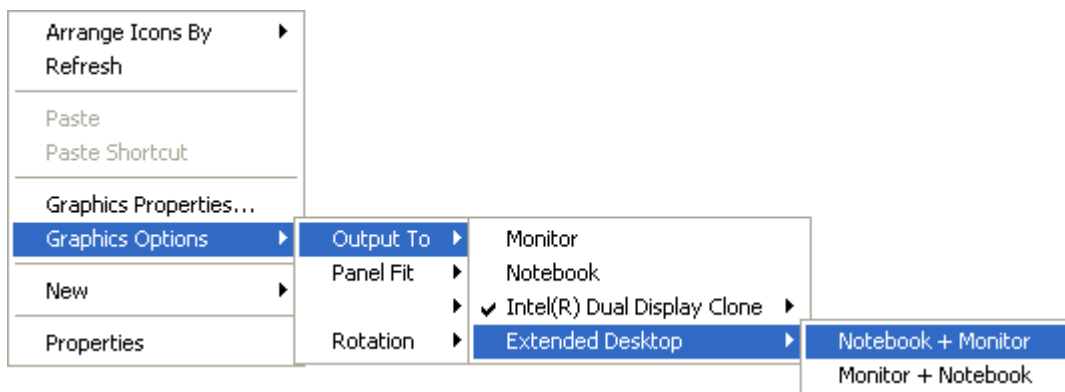 Arrange Icons By
Refresh
Paste
Paste Shortcut
Graphics Properties...
Graphics Options
New
Properties
Output To
Panel Fit
Rotation
Monitor
Notebook
Intel(R) Dual Display Clone
Extended Desktop
Notebook + Monitor
Monitor + Notebook